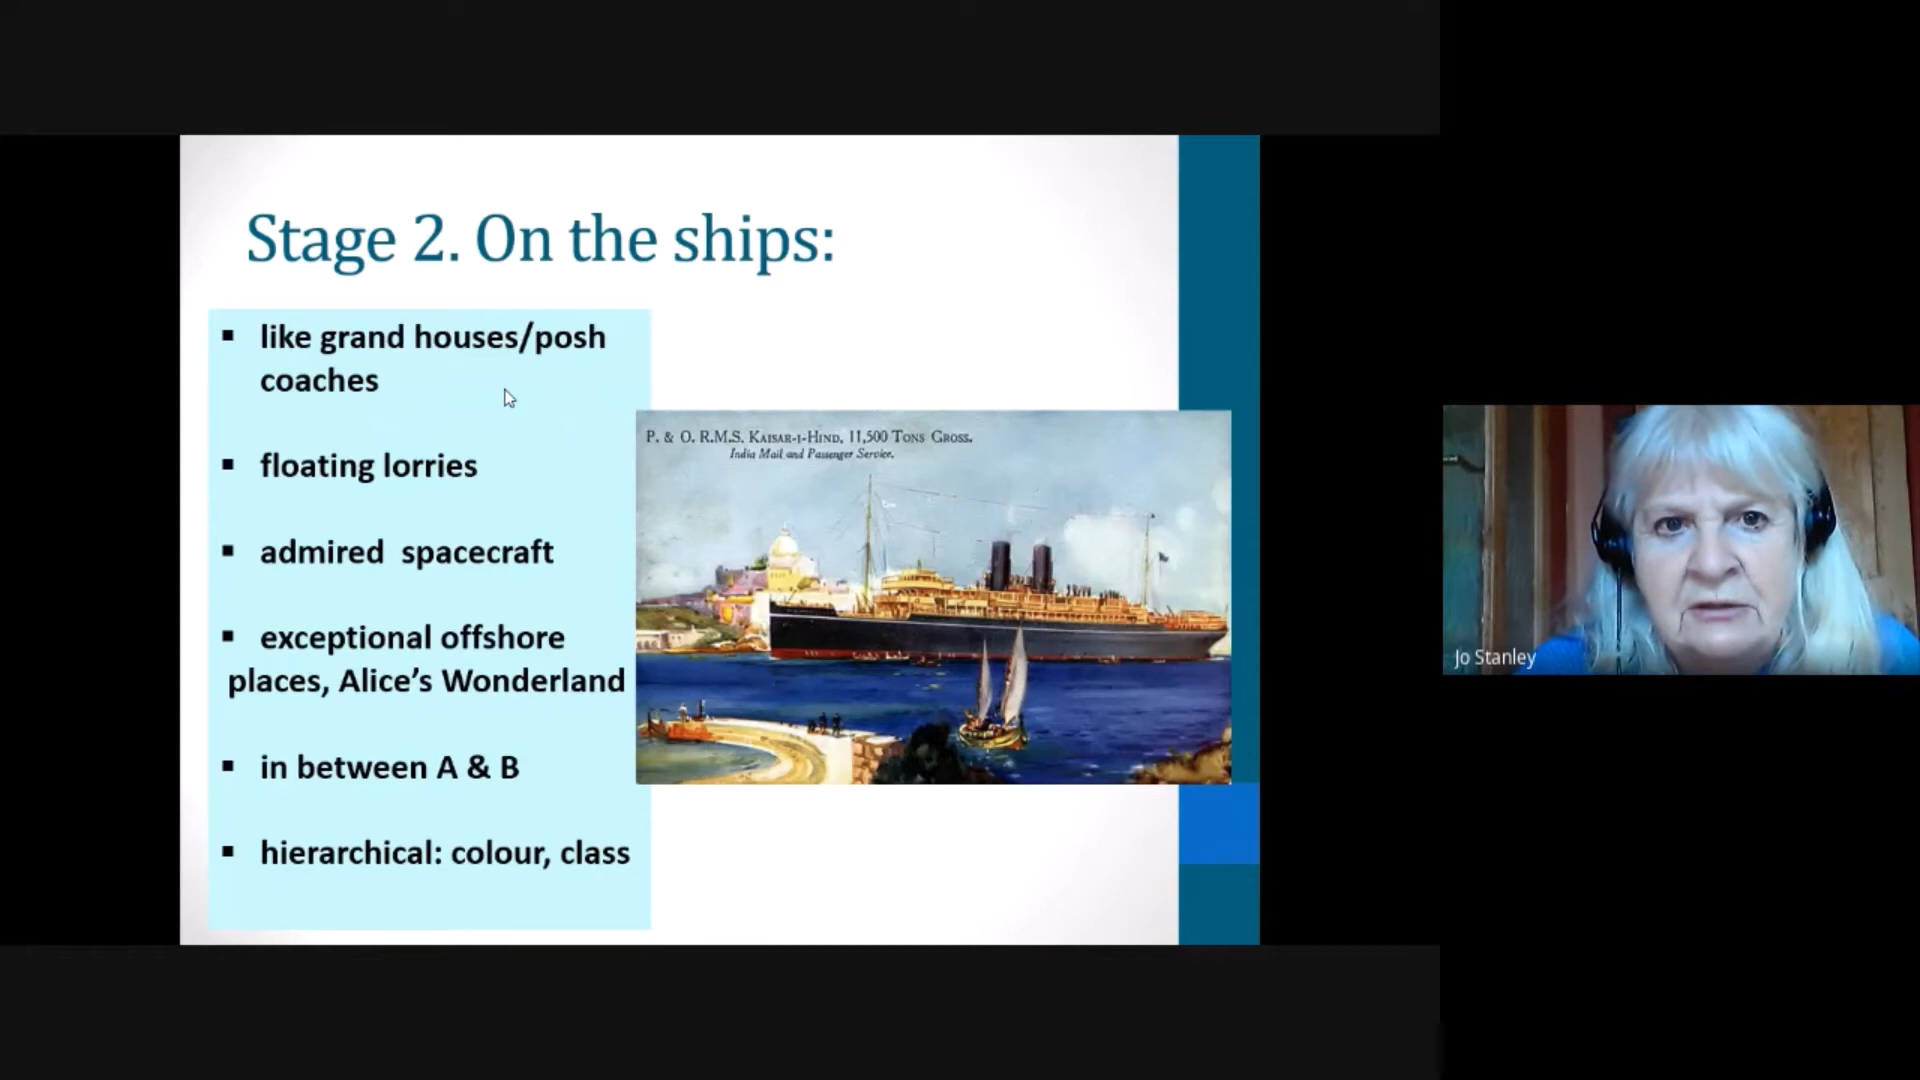 Stage 2. On the ships:
▪ like grand houses/posh
coaches
▪ floating lorries
▪ admired spacecraft
▪ exceptional offshore
places, Alice's Wonderland
▪ in between A & B
▪ hierarchical: colour, class
P. & O. R.M.S. KAISAR-I-HIND, 11,500 TONS GROSS.
India Mail and Passenger Service.
Jo Stanley